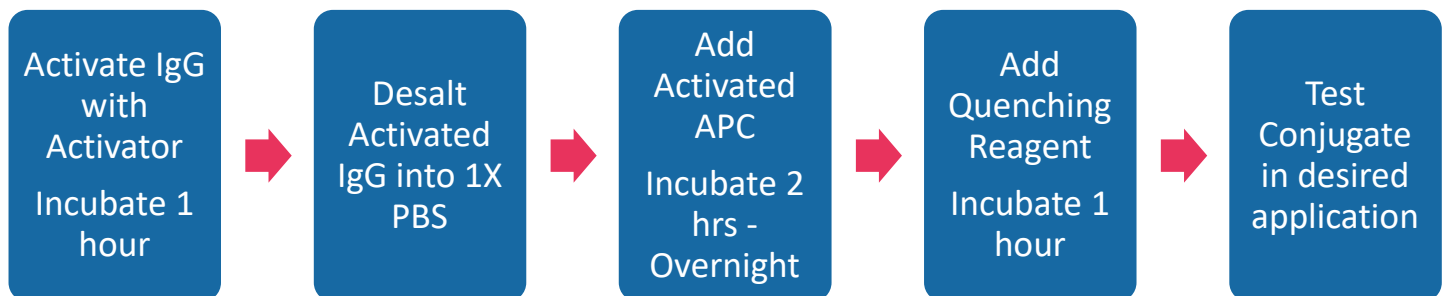 Activate IgG
with
Activator
Incubate 1
hour
Desalt
Activated
IgG into 1X
PBS
Add
Activated
APC
Incubate 2
hrs -
Overnight
Add
Quenching
Reagent
Incubate 1
hour
Test
Conjugate
in desired
application